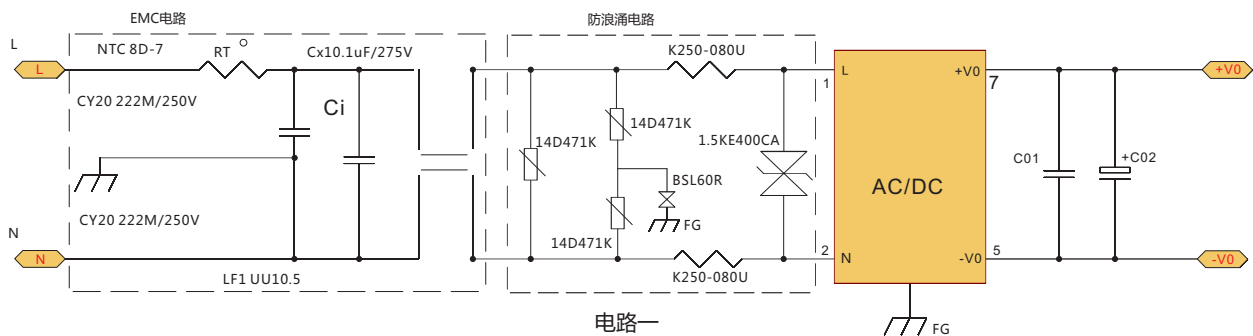 EMC电路
防浪涌电路
L
NTC 8D-7
RT
Cx10.1uF/275V
K250-080U
L
1
L
+V0
7
+V0
CY20 222M/250V
Ci
14D471K
14D471K
1.5KE400CA
BSL60R
FG
AC/DC
C01
+C02
CY20 222M/250V
14D471K
N
N
2
N
-V0
5
-V0
LF1 UU10.5
K250-080U
电路一
FG